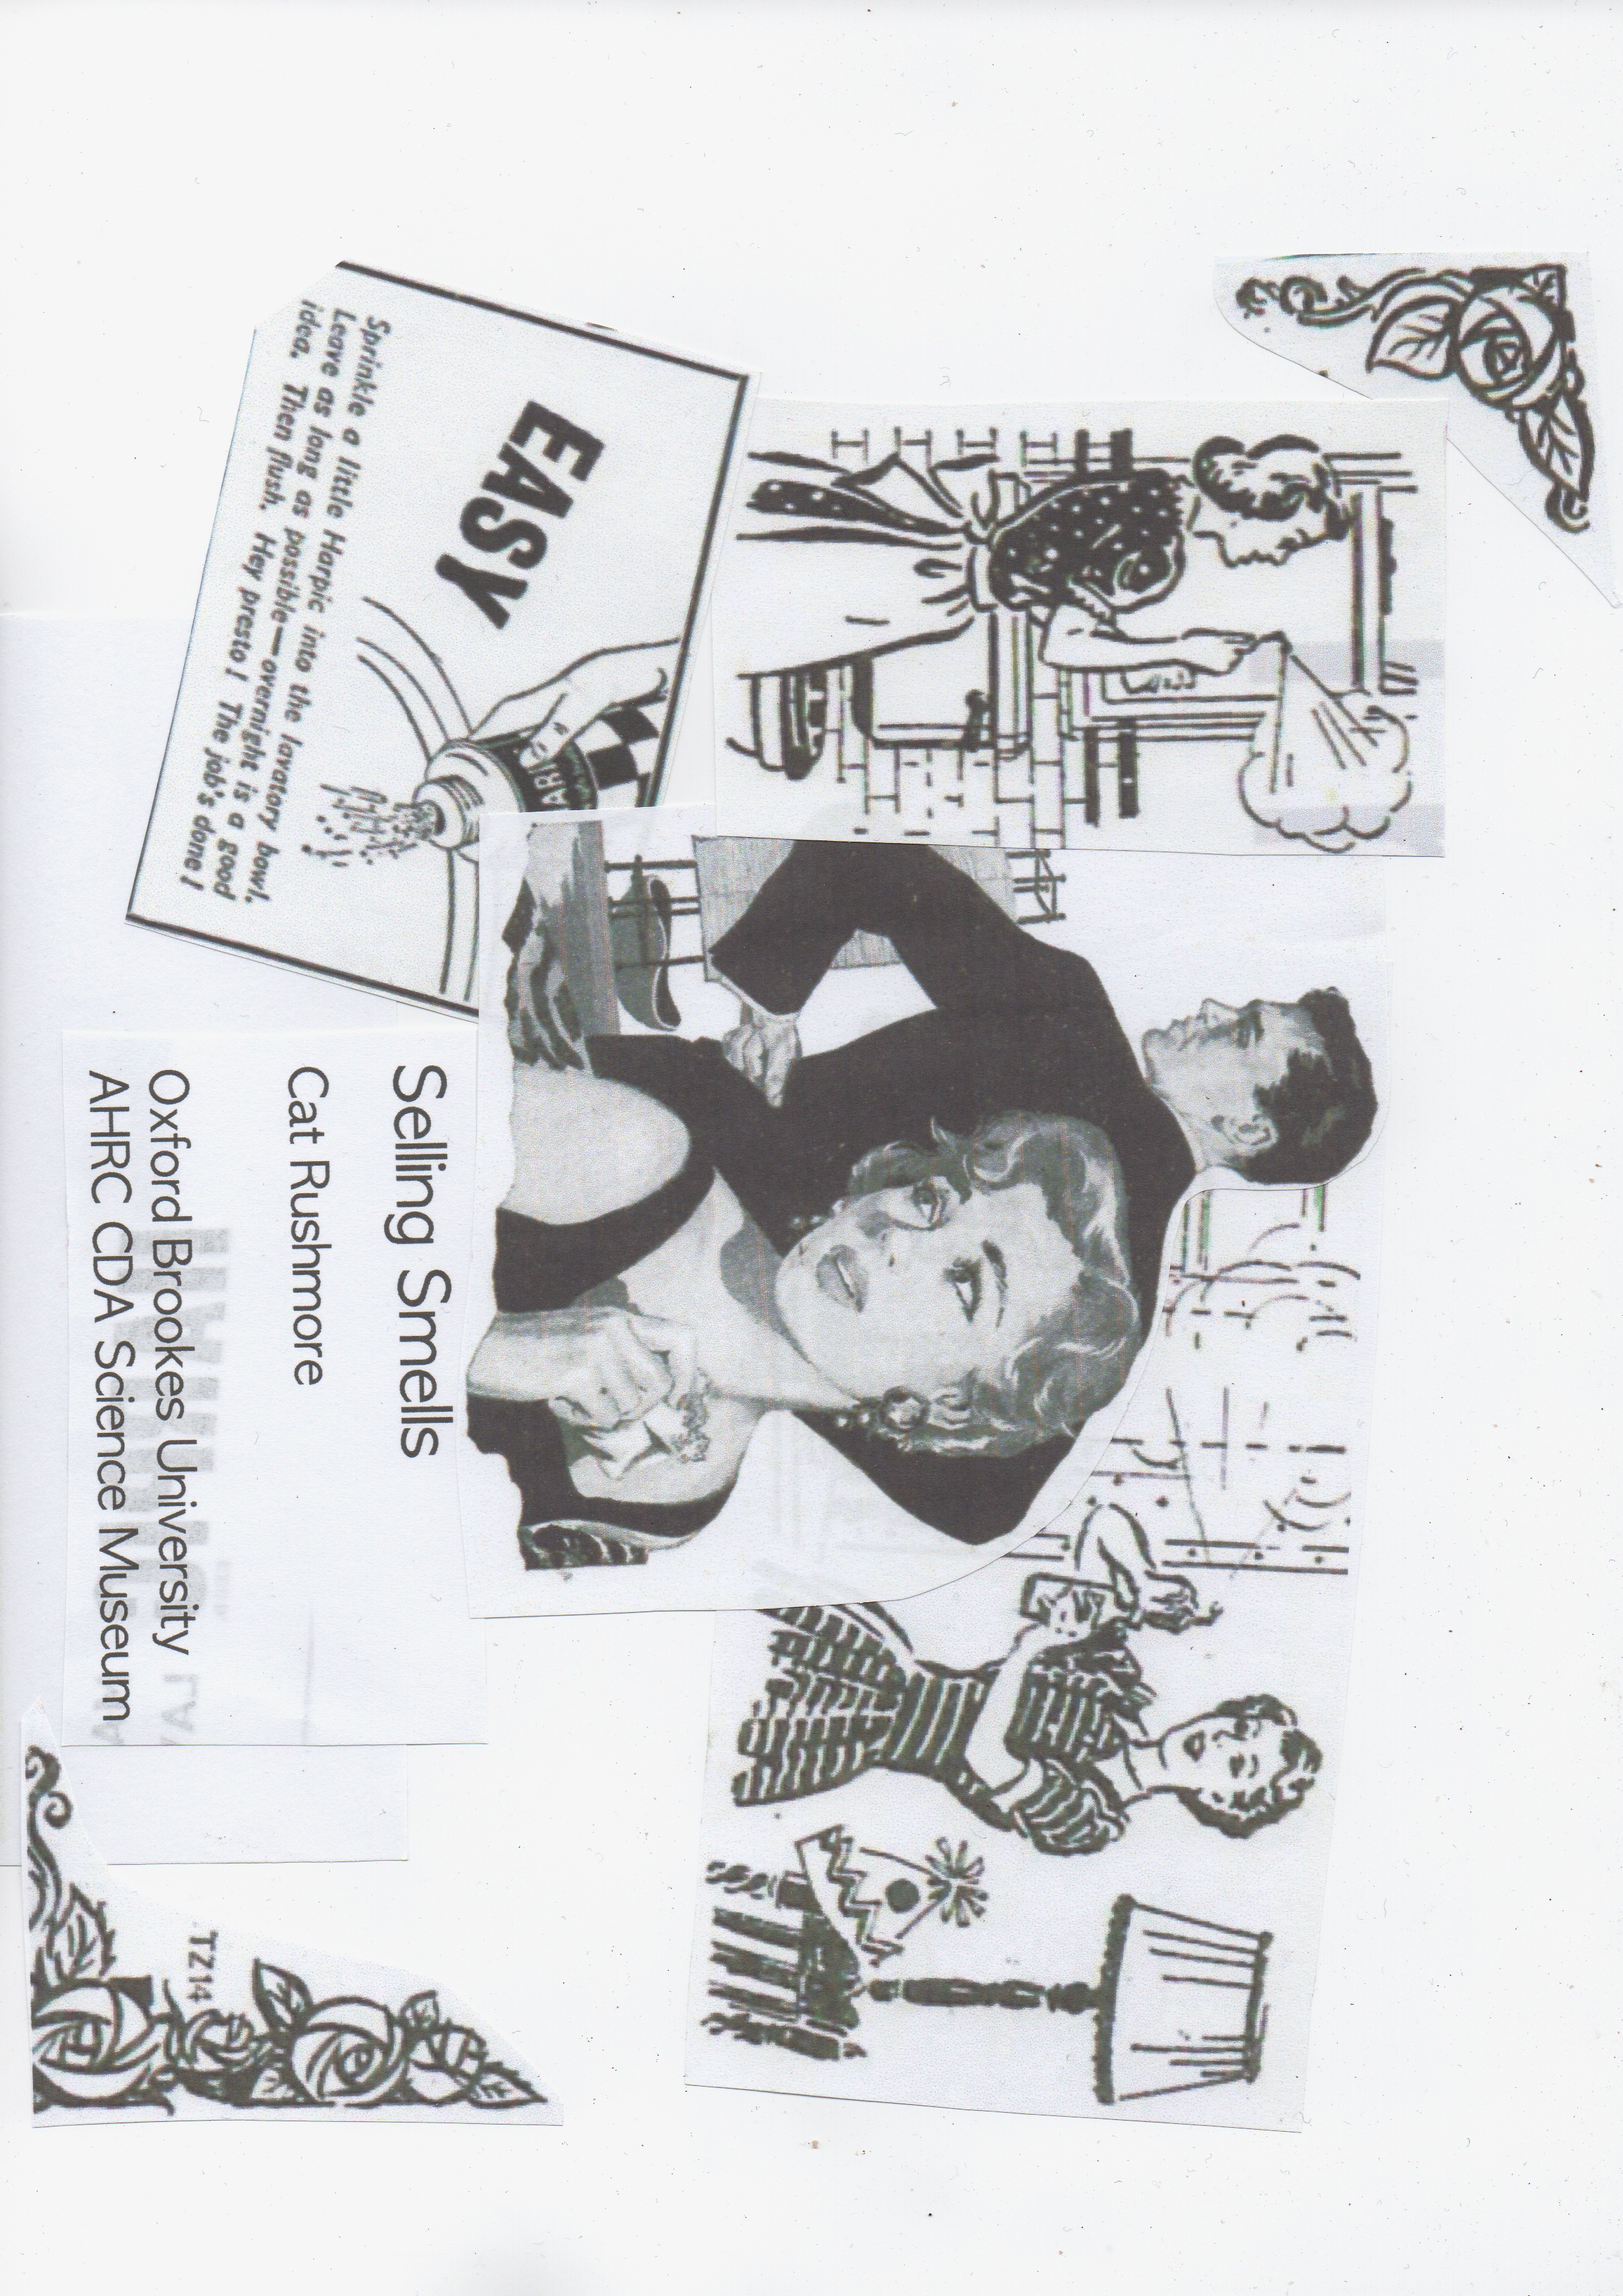 EASY
Sprinkle a little Harpic into the lavatory bowl.
Leave as long as possible—overnight is a good
idea. Then flush. Hey presto! The job's done!
Selling Smells
Cat Rushmore
Oxford Brookes University
AHRC CDA Science Museum
TZ14